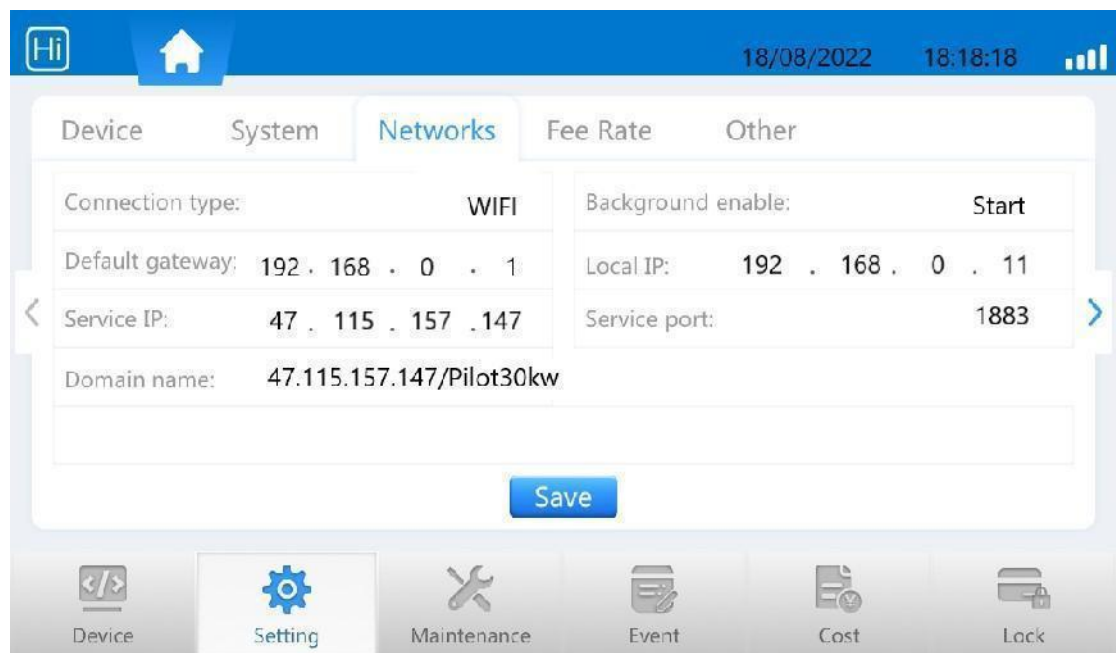 Hi 18/08/2022 18:18:18
Device System Networks Fee Rate Other
Connection type: WIFI Background enable: Start
Default gateway: 192 . 168 . 0 . 1 Local IP: 192 . 168 . 0 . 11
Service IP: 47 . 115 . 157 . 147 Service port: 1883
Domain name: 47.115.157.147/Pilot30kw
Save
Device Setting Maintenance Event Cost Lock